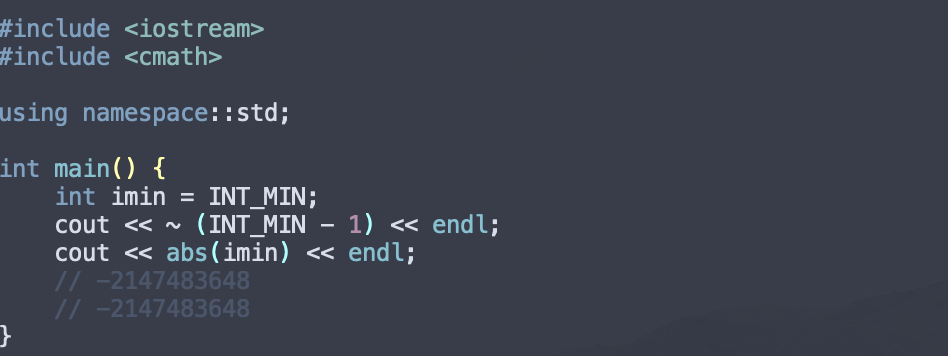 #include <iostream>
#include <cmath>
using namespace::std;
int main() {
    int imin = INT_MIN;
    cout << ~ (INT_MIN - 1) << endl;
    cout << abs(imin) << endl;
    // -2147483648
    // -2147483648
}